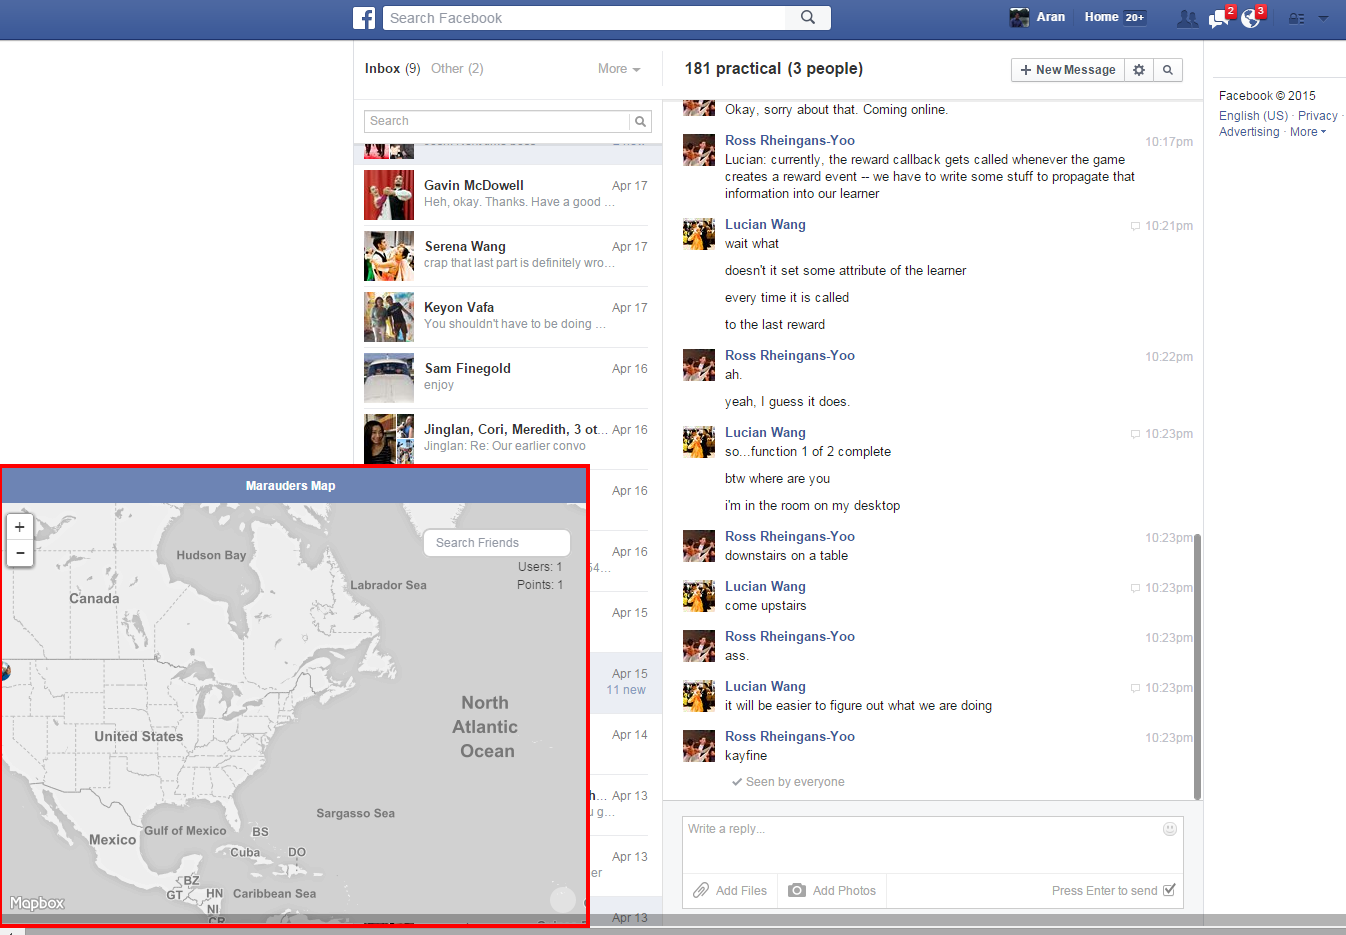 Search Facebook
Aran
Home 20+
2
3
Inbox (9) Other (2)
More
Search
2 new
Gavin McDowell
Apr 17
Heh, okay. Thanks. Have a good ...
Serena Wang
Apr 17
crap that last part is definitely wro...
Keyon Vafa
Apr 17
You shouldn't have to be doing ...
Sam Finegold
Apr 16
enjoy
Jinglan, Cori, Meredith, 3 ot...
Apr 16
Jinglan: Re: Our earlier convo
Apr 16
Apr 16
54...
Apr 15
Apr 15
11 new
Apr 14
h... Apr 13
u g...
Apr 13
er
Apr 13
Marauders Map
+
−
Search Friends
Users: 1
Points: 1
Hudson Bay
Labrador Sea
Canada
North
Atlantic
Ocean
United States
Sargasso Sea
Gulf of Mexico
BS
Mexico
Cuba
DO
BZ
GT
HN
Caribbean Sea
NI
CR
Mapbox
181 practical (3 people)
+ New Message
Okay, sorry about that. Coming online.
Ross Rheingans-Yoo
10:17pm
Lucian: currently, the reward callback gets called whenever the game
creates a reward event -- we have to write some stuff to propagate that
information into our learner
Lucian Wang
10:21pm
wait what
doesn't it set some attribute of the learner
every time it is called
to the last reward
Ross Rheingans-Yoo
10:22pm
ah.
yeah, I guess it does.
Lucian Wang
10:23pm
so...function 1 of 2 complete
btw where are you
i'm in the room on my desktop
Ross Rheingans-Yoo
10:23pm
downstairs on a table
Lucian Wang
10:23pm
come upstairs
Ross Rheingans-Yoo
10:23pm
ass.
Lucian Wang
10:23pm
it will be easier to figure out what we are doing
Ross Rheingans-Yoo
10:23pm
kayfine
Seen by everyone
Write a reply...
Add Files
Add Photos
Press Enter to send
Facebook © 2015
English (US) · Privacy ·
Advertising · More